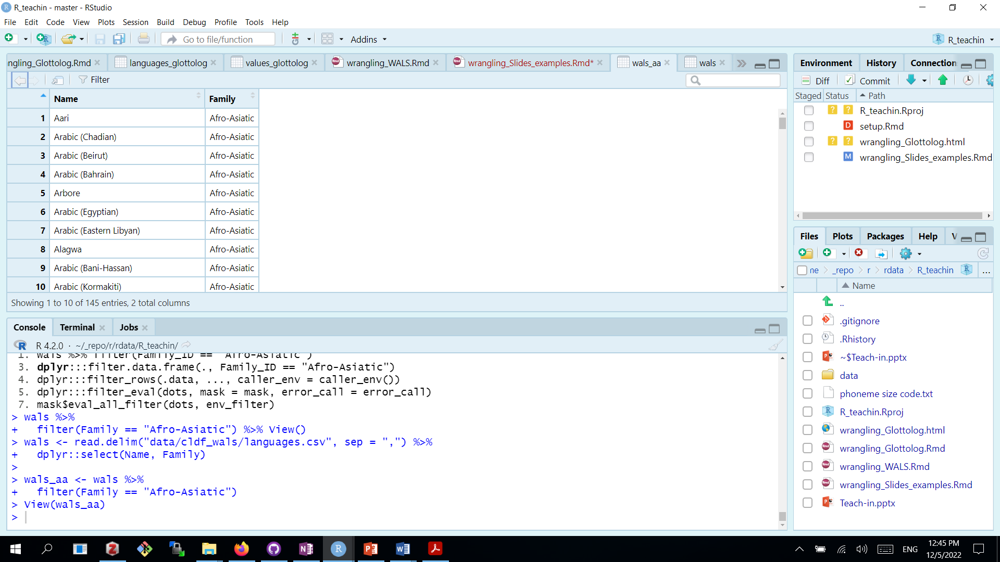 R_teachin - master - RStudio
File Edit Code View Plots Session Build Debug Profile Tools Help
Go to file/function Addins R_teachin
ngling_Glottolog.Rmd languages_glottolog values_glottolog wrangling_WALS.Rmd wrangling_Slides_examples.Rmd* wals_aa wals
Filter
Name Family
1 Aari Afro-Asiatic
2 Arabic (Chadian) Afro-Asiatic
3 Arabic (Beirut) Afro-Asiatic
4 Arabic (Bahrain) Afro-Asiatic
5 Arbore Afro-Asiatic
6 Arabic (Egyptian) Afro-Asiatic
7 Arabic (Eastern Libyan) Afro-Asiatic
8 Alagwa Afro-Asiatic
9 Arabic (Bani-Hassan) Afro-Asiatic
10 Arabic (Kormakiti) Afro-Asiatic
Showing 1 to 10 of 145 entries, 2 total columns
Console Terminal Jobs
R 4.2.0 · ~/_repo/r/rdata/R_teachin/
1. wals %>% filter(Family_ID == "Afro-Asiatic")
3. dplyr:::filter.data.frame(., Family_ID == "Afro-Asiatic")
4. dplyr:::filter_rows(.data, ..., caller_env = caller_env())
5. dplyr:::filter_eval(dots, mask = mask, error_call = error_call)
7. mask$eval_all_filter(dots, env_filter)
> wals %>%
+   filter(Family == "Afro-Asiatic") %>% View()
> wals <- read.delim("data/cldf_wals/languages.csv", sep = ",") %>%
+   dplyr::select(Name, Family)
>
> wals_aa <- wals %>%
+   filter(Family == "Afro-Asiatic")
> View(wals_aa)
>
Environment History Connection
Diff Commit
Staged Status Path
? ? R_teachin.Rproj
D setup.Rmd
? ? wrangling_Glottolog.html
M wrangling_Slides_examples.Rmd
Files Plots Packages Help V
ne _repo r rdata R_teachin ...
Name
..
.gitignore
.Rhistory
~$Teach-in.pptx
data
phoneme size code.txt
R_teachin.Rproj
wrangling_Glottolog.html
wrangling_Glottolog.Rmd
wrangling_WALS.Rmd
wrangling_Slides_examples.Rmd
Teach-in.pptx
ENG 12:45 PM
12/5/2022